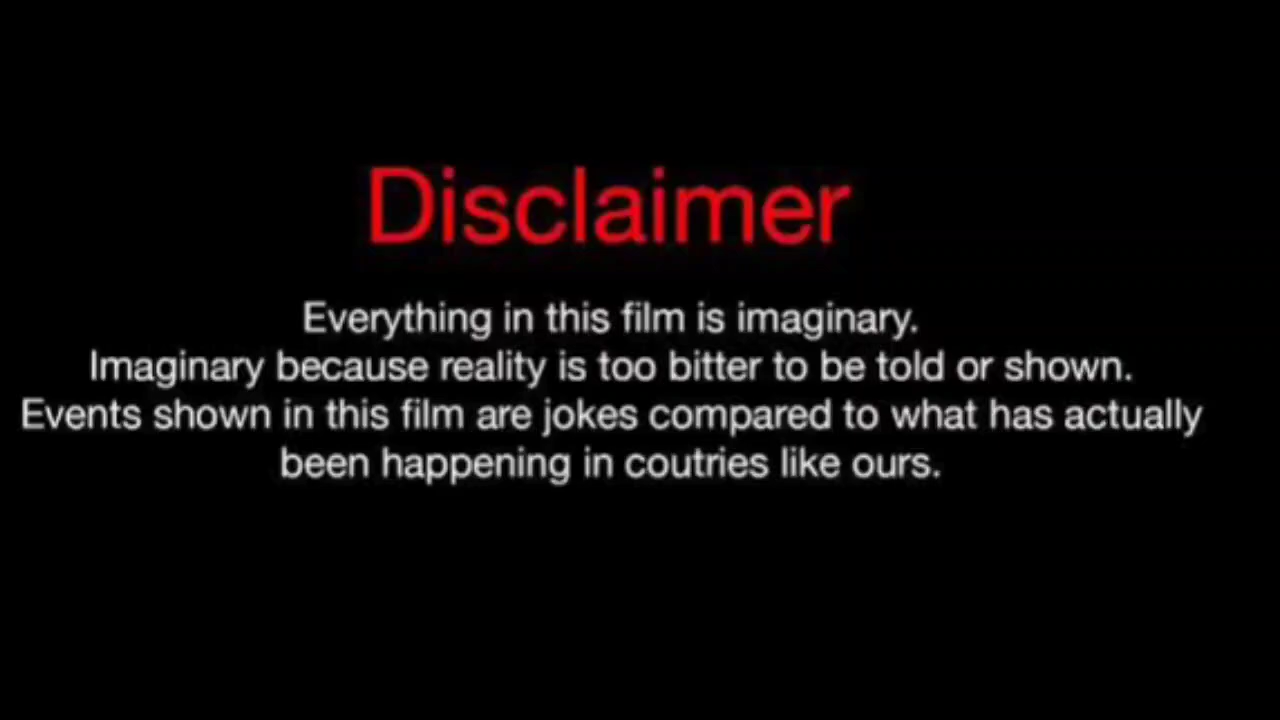 Disclaimer
Everything in this film is imaginary.
Imaginary because reality is too bitter to be told or shown.
Events shown in this film are jokes compared to what has actually
been happening in coutries like ours.